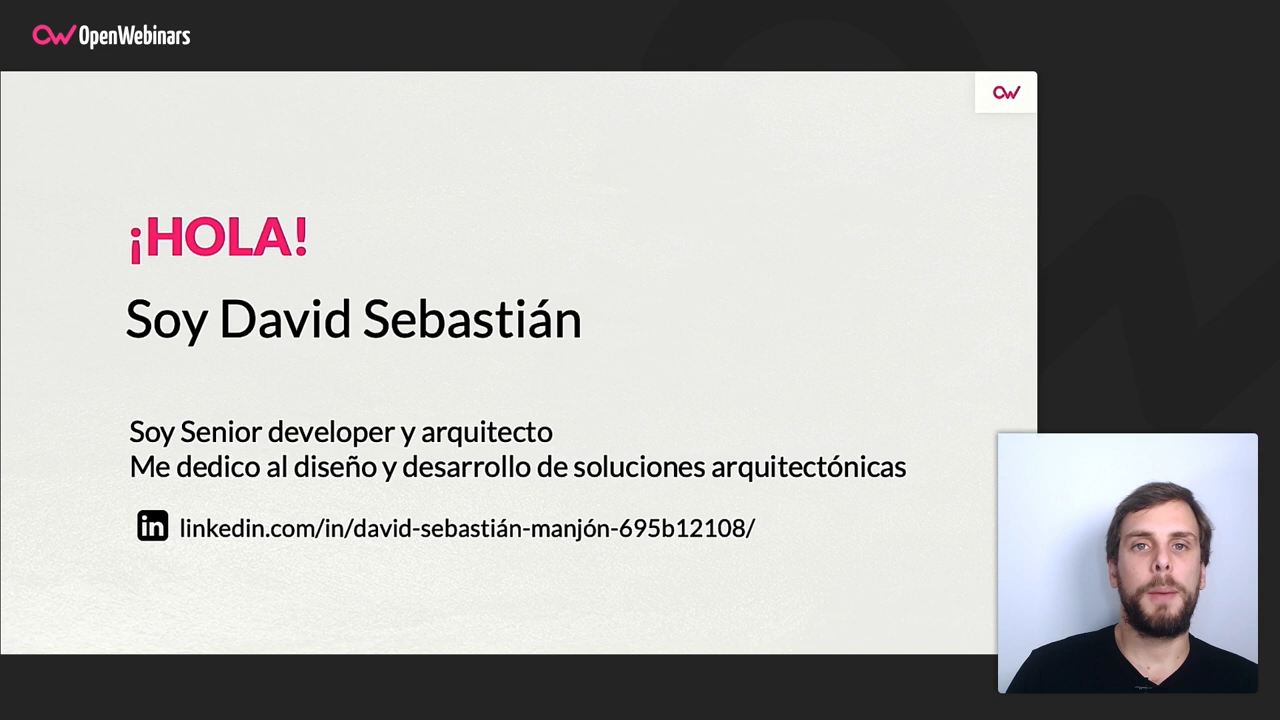 OpenWebinars
¡HOLA!
Soy David Sebastián
Soy Senior developer y arquitecto
Me dedico al diseño y desarrollo de soluciones arquitectónicas
in linkedin.com/in/david-sebastián-manjón-695b12108/